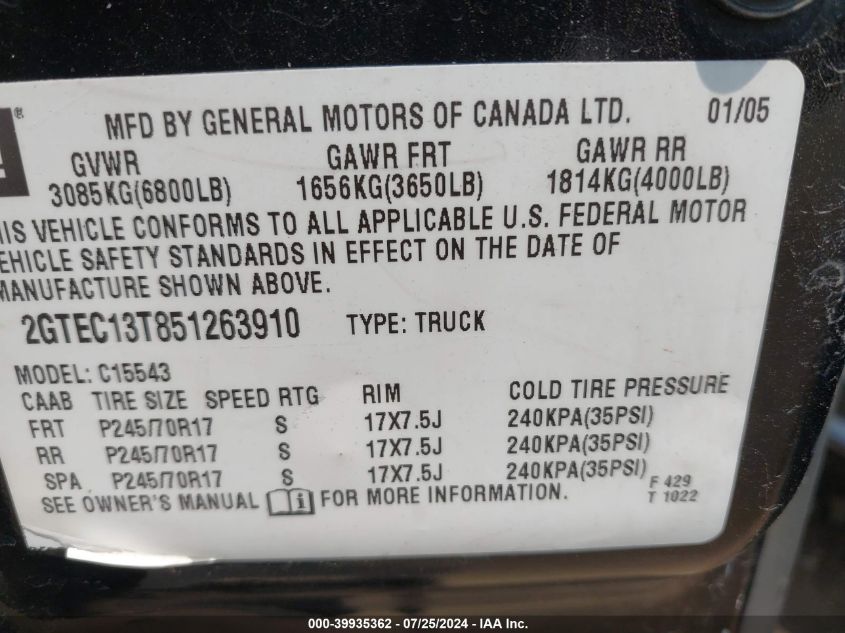 ®
MFD BY GENERAL MOTORS OF CANADA LTD. 01/05
GVWR GAWR FRT GAWR RR
3085KG(6800LB) 1656KG(3650LB) 1814KG(4000LB)
HIS VEHICLE CONFORMS TO ALL APPLICABLE U.S. FEDERAL MOTOR
EHICLE SAFETY STANDARDS IN EFFECT ON THE DATE OF
MANUFACTURE SHOWN ABOVE.
2GTEC13T851263910 TYPE: TRUCK
MODEL: C15543
CAAB TIRE SIZE SPEED RTG RIM COLD TIRE PRESSURE
FRT P245/70R17 S 17X7.5J 240KPA(35PSI)
RR P245/70R17 S 17X7.5J 240KPA(35PSI)
SPA P245/70R17 S 17X7.5J 240KPA(35PSI)
SEE OWNER'S MANUAL FOR MORE INFORMATION.
F 429
T 1022
000-39935362 / 07/25/2024 - IAA Inc.